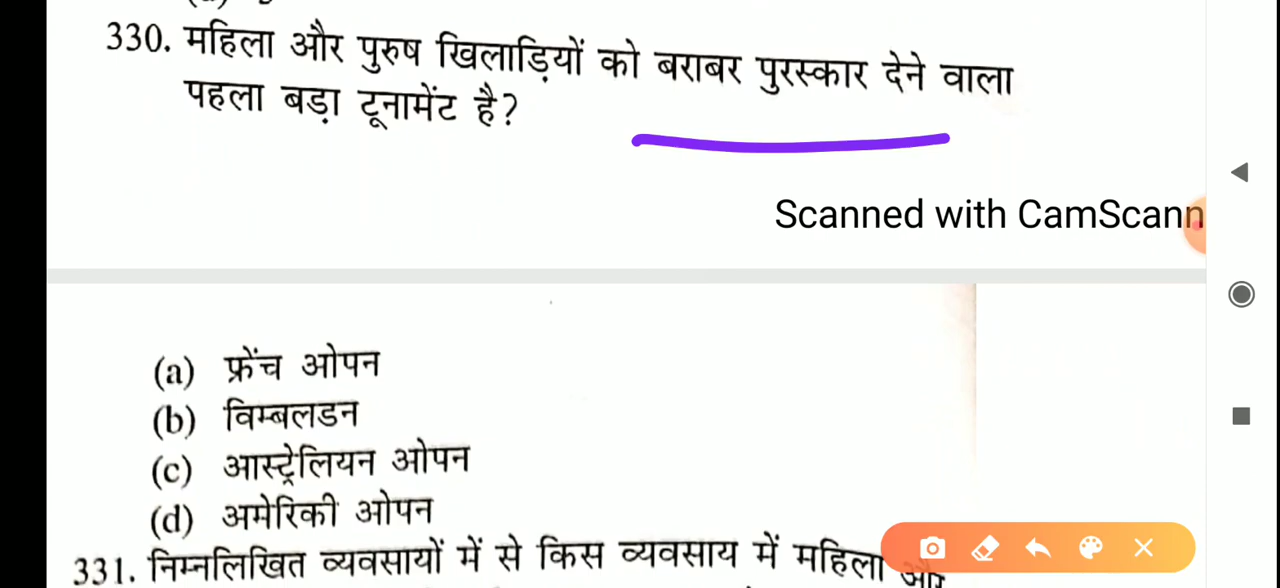 330. महिला और पुरुष खिलाड़ियों को बराबर पुरस्कार देने वाला
पहला बड़ा टूनामेंट है?
Scanned with CamScann
(a) फ्रेंच ओपन
(b) विम्बलडन
(c) आस्ट्रेलियन ओपन
(d) अमेरिकी ओपन
331. निम्नलिखित व्यवसायों में से किस व्यवसाय में महिला और